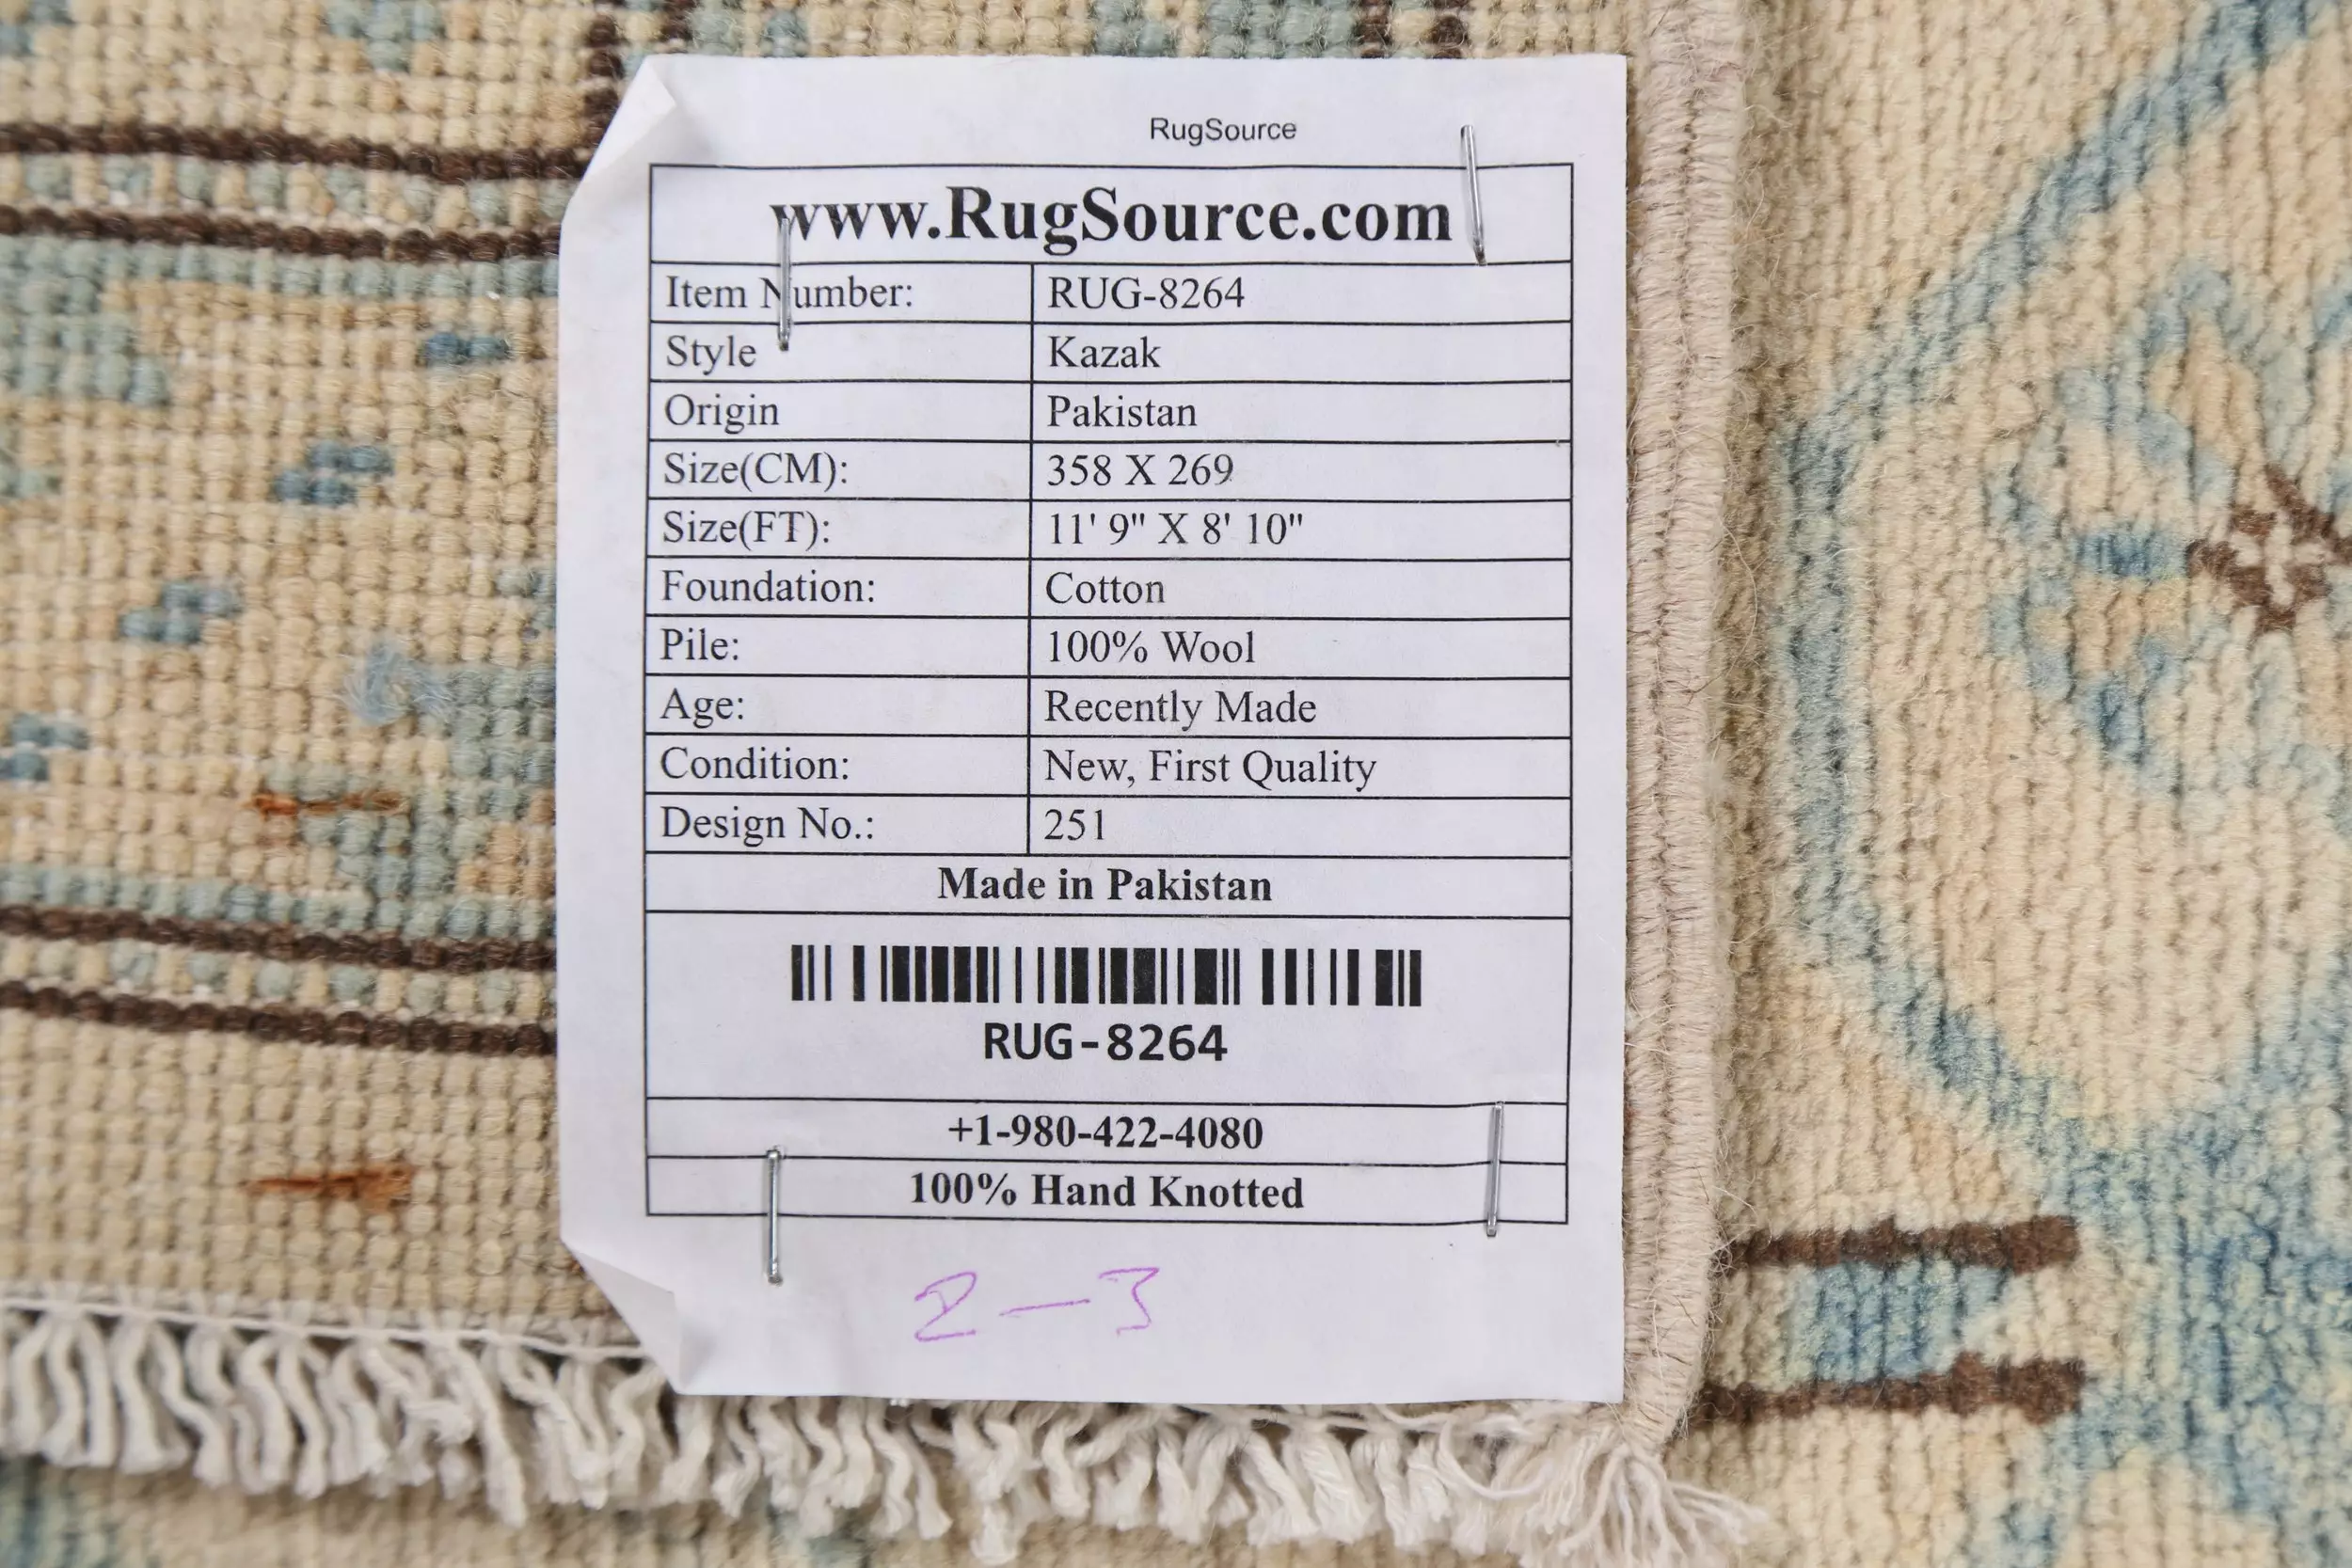 RugSource
www.RugSource.com
Item Number: RUG-8264
Style Kazak
Origin Pakistan
Size(CM): 358 X 269
Size(FT): 11' 9" X 8' 10"
Foundation: Cotton
Pile: 100% Wool
Age: Recently Made
Condition: New, First Quality
Design No.: 251
Made in Pakistan
RUG-8264
+1-980-422-4080
100% Hand Knotted
2-3